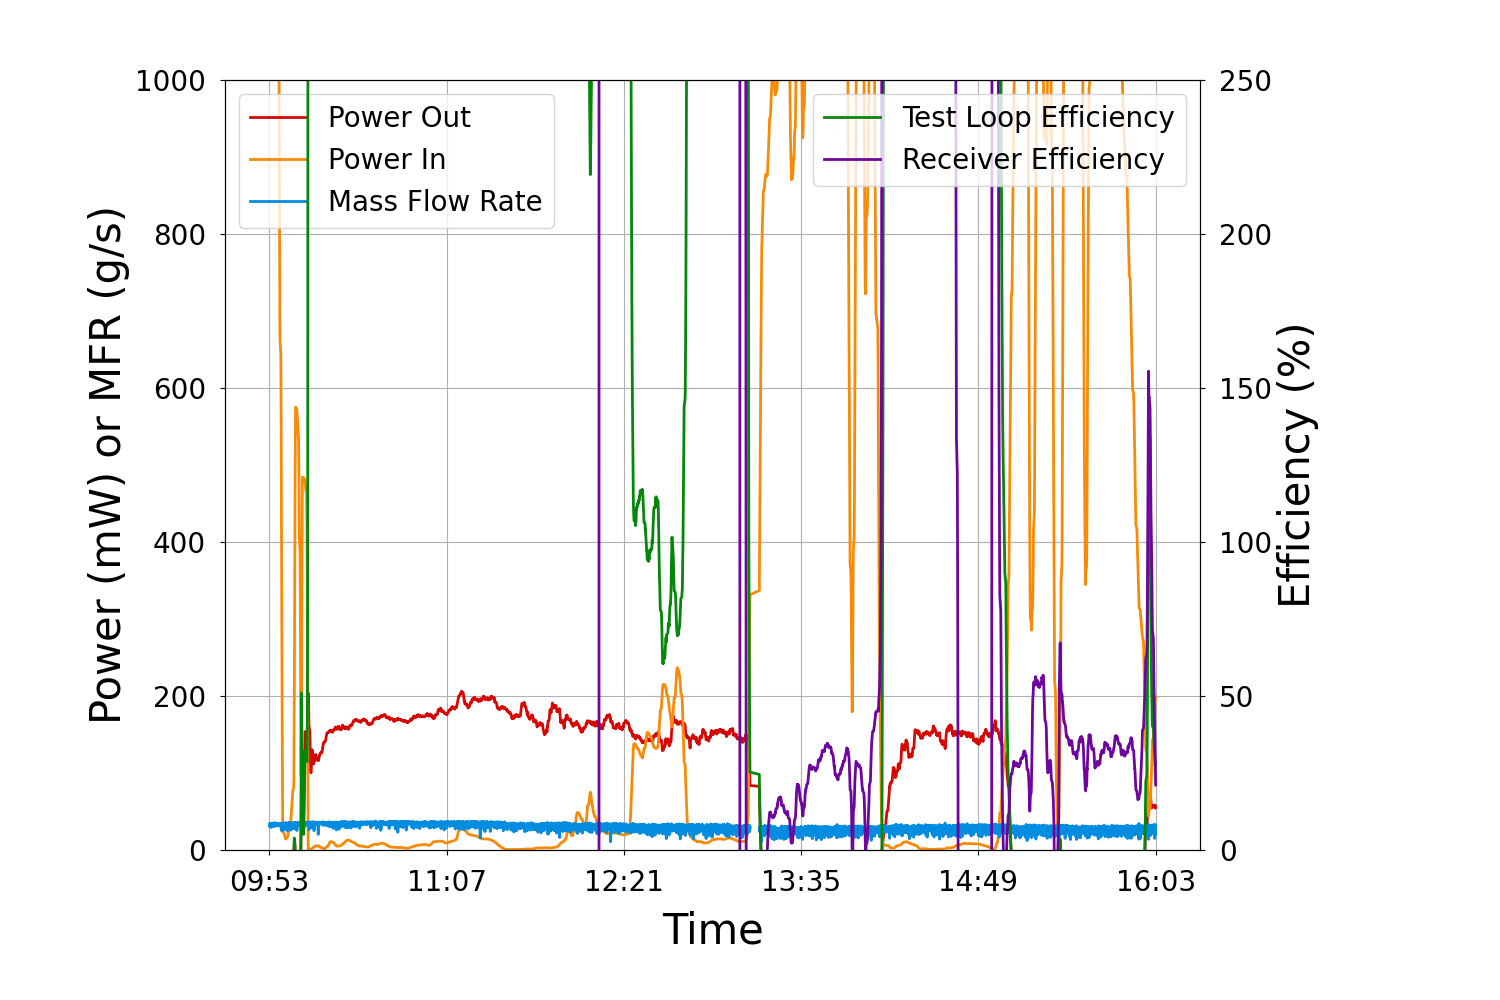 1000
800
600
400
200
0
Power (mW) or MFR (g/s)
Power Out
Power In
Mass Flow Rate
Test Loop Efficiency
Receiver Efficiency
250
200
150
100
50
0
Efficiency (%)
09:53 11:07 12:21 13:35 14:49 16:03
Time